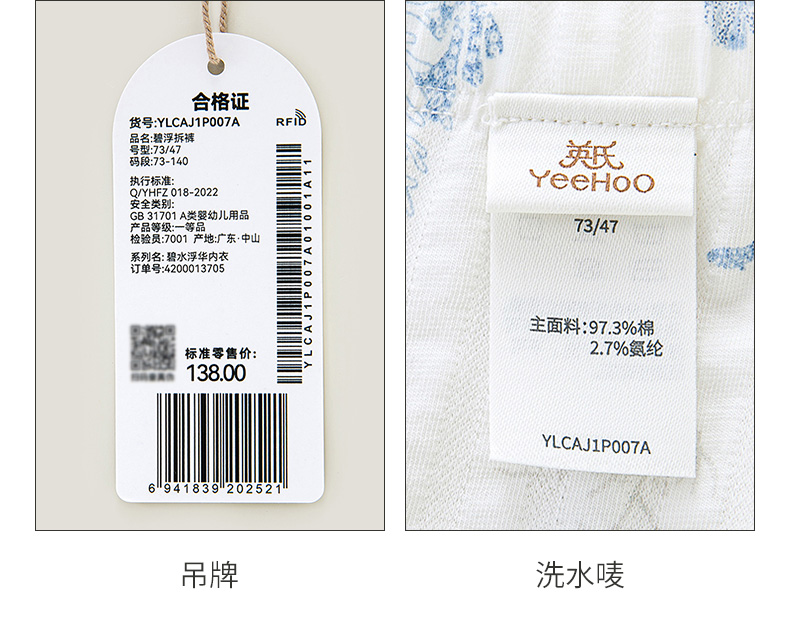 合格证
货号:YLCAJ1P007A
RFID
品名:碧浮拆裤
号型:73/47
码段:73-140
执行标准:
Q/YHFZ 018-2022
安全类别:
GB 31701 A类婴幼儿用品
产品等级:一等品
检验员:7001 产地:广东·中山
系列名: 碧水浮华内衣
订单号:4200013705
YLCAJ1P007A01001A11
标准零售价:
138.00
6 941839 202521
英氏
YeeHoO
73/47
主面料:97.3%棉
2.7%氨纶
YLCAJ1P007A
吊牌
洗水唛